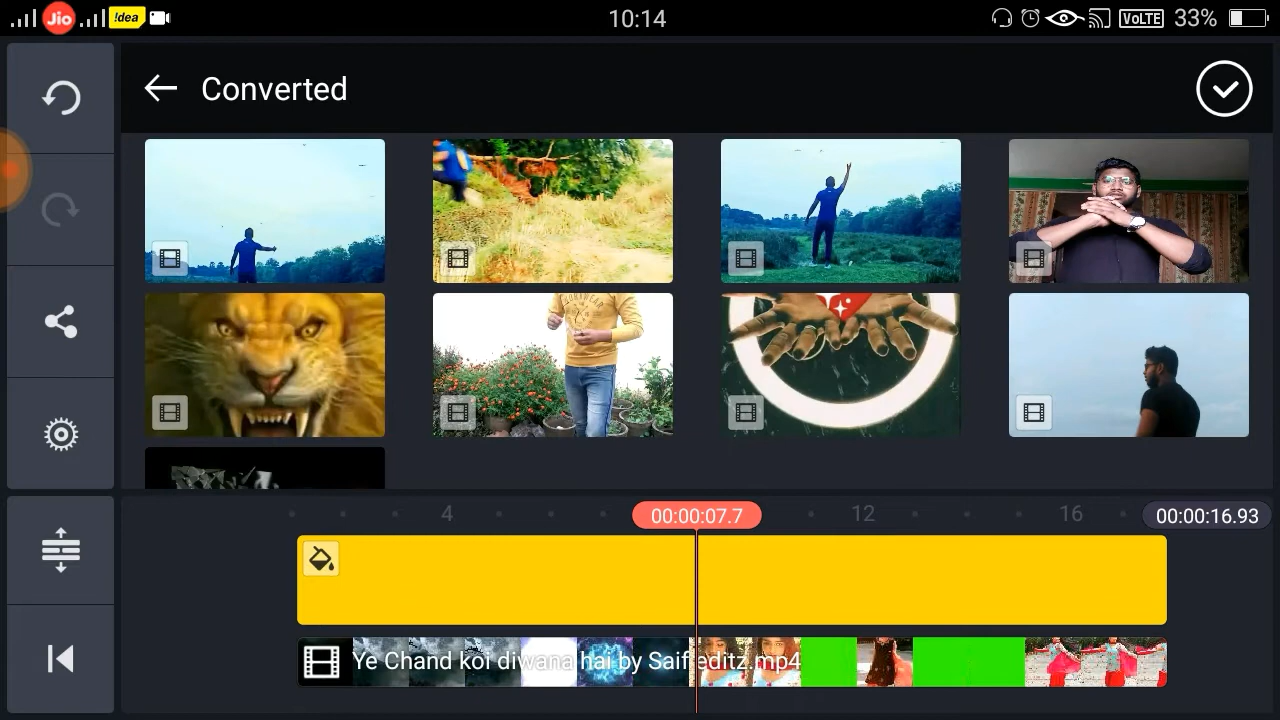 Jio !dea 10:14 VoLTE 33%
Converted
4 00:00:07.7 12 16 00:00:16.93
Ye Chand koi diwana hai by Saif editz.mp4